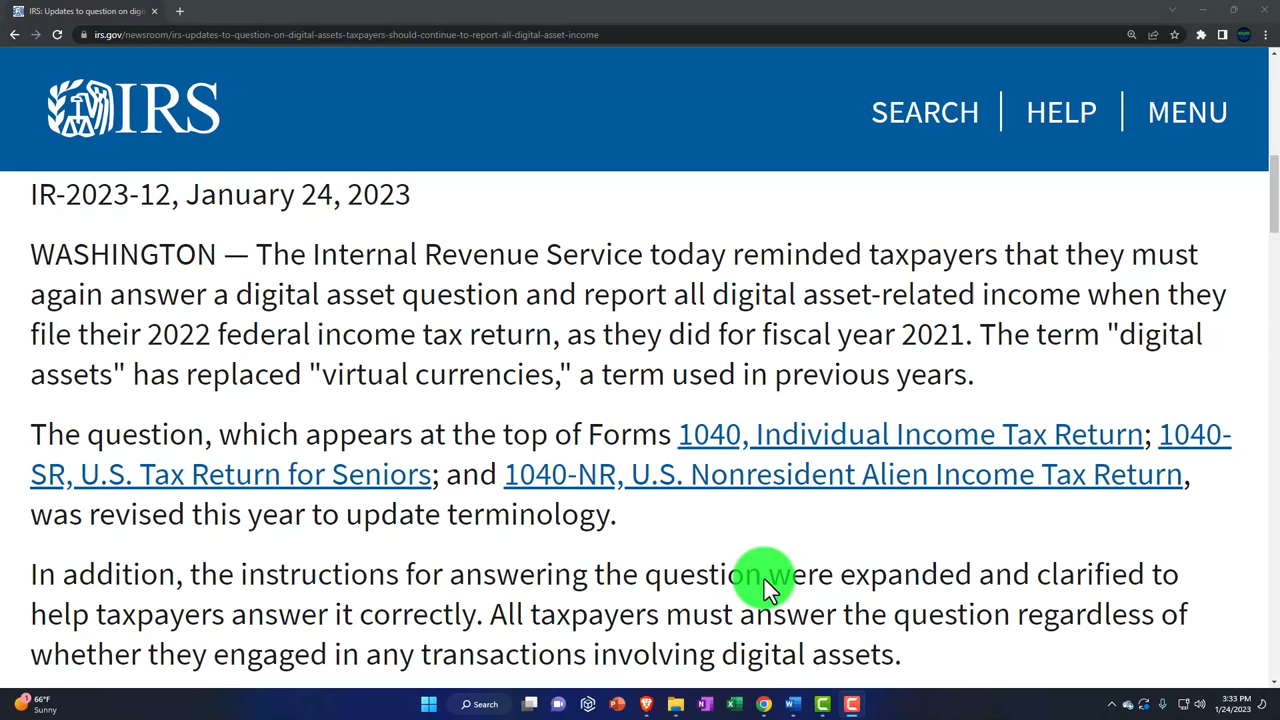 IRS: Updates to question on digi
irs.gov/newsroom/irs-updates-to-question-on-digital-assets-taxpayers-should-continue-to-report-all-digital-asset-income
IRS
SEARCH HELP MENU
IR-2023-12, January 24, 2023
WASHINGTON — The Internal Revenue Service today reminded taxpayers that they must
again answer a digital asset question and report all digital asset-related income when they
file their 2022 federal income tax return, as they did for fiscal year 2021. The term "digital
assets" has replaced "virtual currencies," a term used in previous years.
The question, which appears at the top of Forms 1040, Individual Income Tax Return; 1040-
SR, U.S. Tax Return for Seniors; and 1040-NR, U.S. Nonresident Alien Income Tax Return,
was revised this year to update terminology.
In addition, the instructions for answering the question were expanded and clarified to
help taxpayers answer it correctly. All taxpayers must answer the question regardless of
whether they engaged in any transactions involving digital assets.
1
66°F
Sunny
Search
3:33 PM
1/24/2023